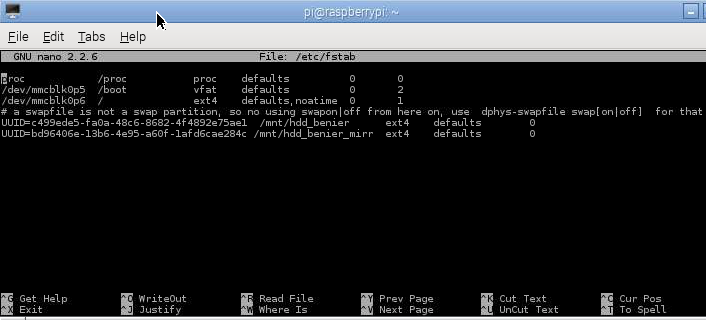 pi@raspberrypi: ~
File Edit Tabs Help
GNU nano 2.2.6 File: /etc/fstab
proc /proc proc defaults 0 0
/dev/mmcblk0p5 /boot vfat defaults 0 2
/dev/mmcblk0p6 / ext4 defaults,noatime 0 1
# a swapfile is not a swap partition, so no using swapon|off from here on, use dphys-swapfile swap[on|off] for that
UUID=c499ede5-fa0a-48c6-8682-4f4892e75ae1 /mnt/hdd_benier ext4 defaults 0
UUID=bd96406e-13b6-4e95-a60f-1afd6cae284c /mnt/hdd_benier_mirr ext4 defaults 0
^G Get Help ^O WriteOut ^R Read File ^Y Prev Page ^K Cut Text ^C Cur Pos
^X Exit ^J Justify ^W Where Is ^V Next Page ^U UnCut Text ^T To Spell